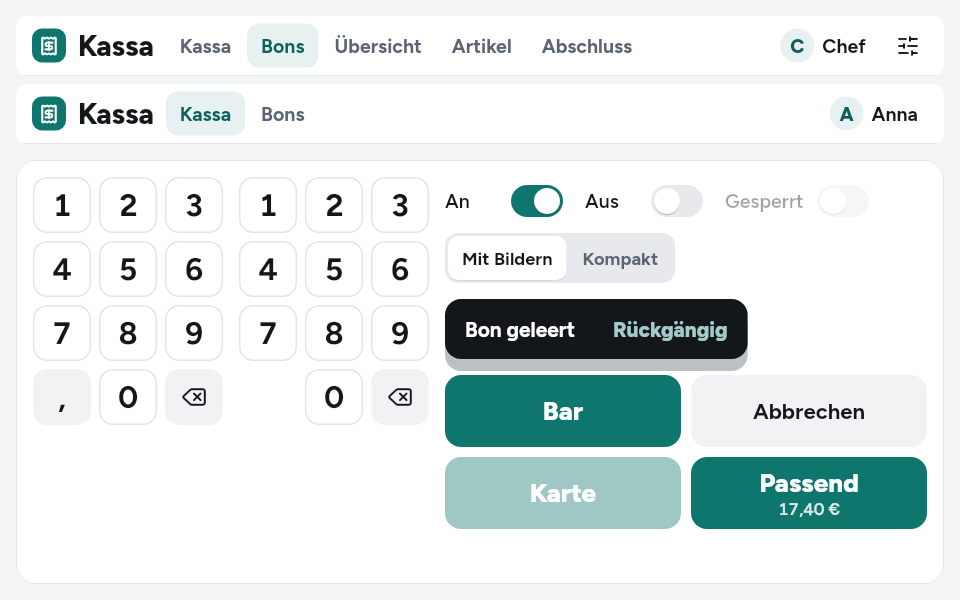 Kassa Kassa Bons Übersicht Artikel Abschluss C Chef
Kassa Kassa Bons A Anna
1 2 3 1 2 3
4 5 6 4 5 6
7 8 9 7 8 9
, 0 0
An Aus Gesperrt
Mit Bildern Kompakt
Bon geleert Rückgängig
Bar Abbrechen
Karte Passend
17,40 €